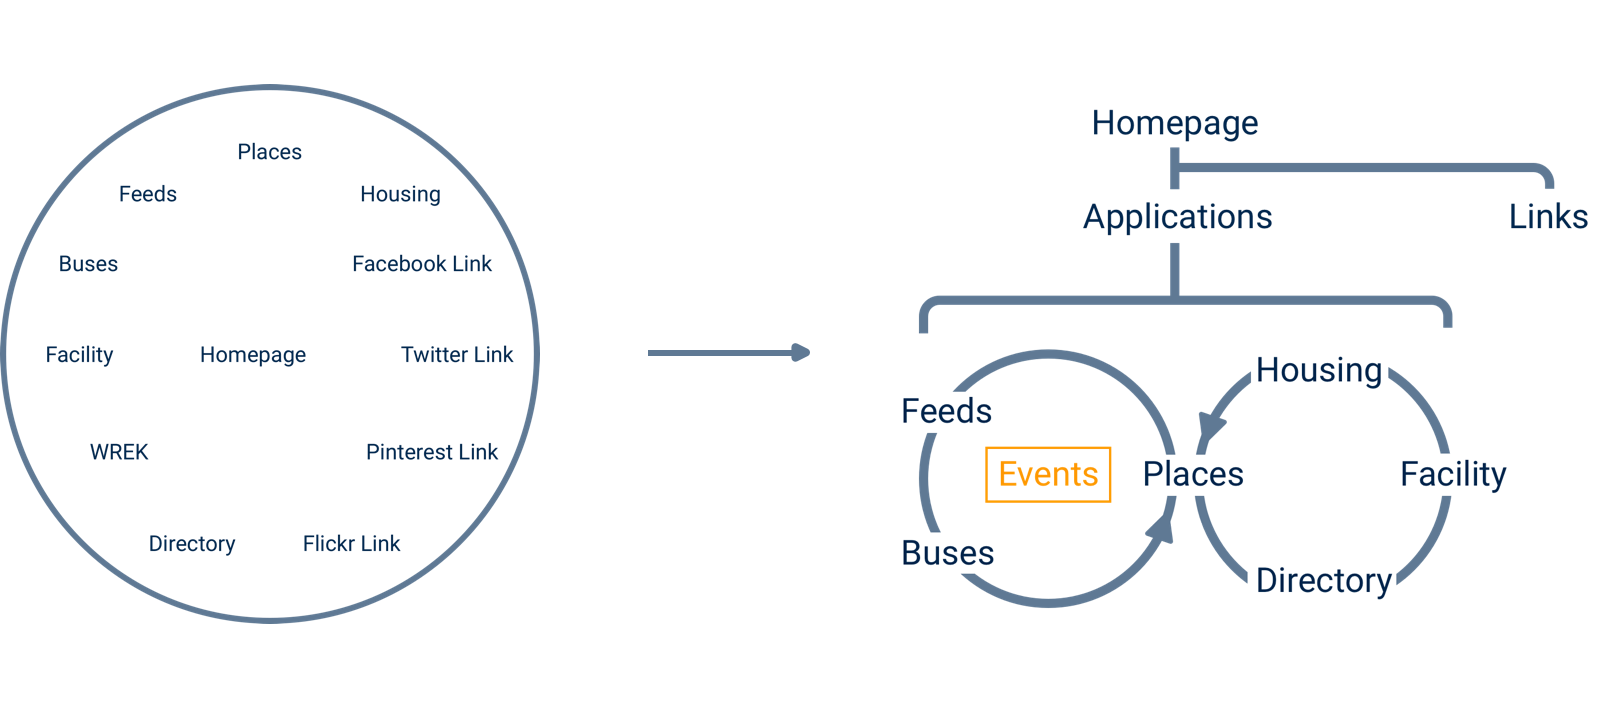 Places
Feeds
Housing
Buses
Facebook Link
Facility
Homepage
Twitter Link
WREK
Pinterest Link
Directory
Flickr Link
Homepage
Applications
Links
Housing
Feeds
Events
Places
Facility
Buses
Directory